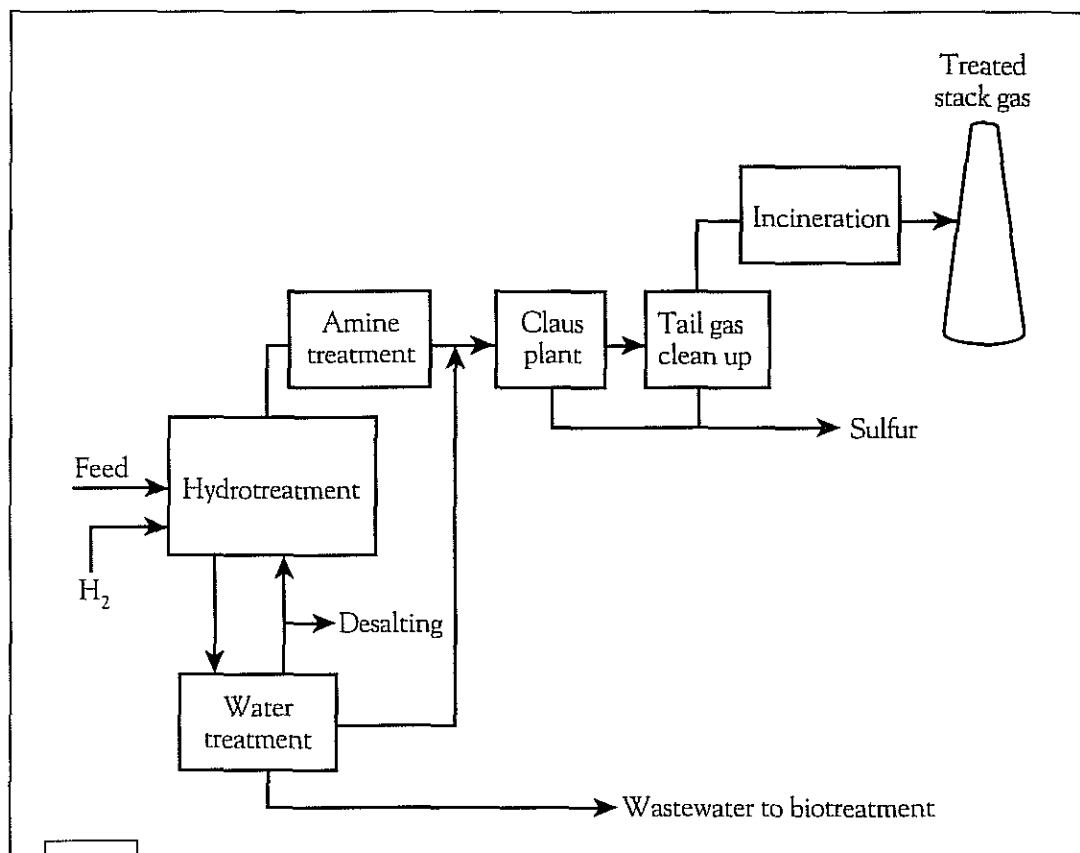 Treated
stack gas
Incineration
Amine
treatment
Claus
plant
Tail gas
clean up
Sulfur
Feed
Hydrotreatment
H₂
Desalting
Water
treatment
Wastewater to biotreatment